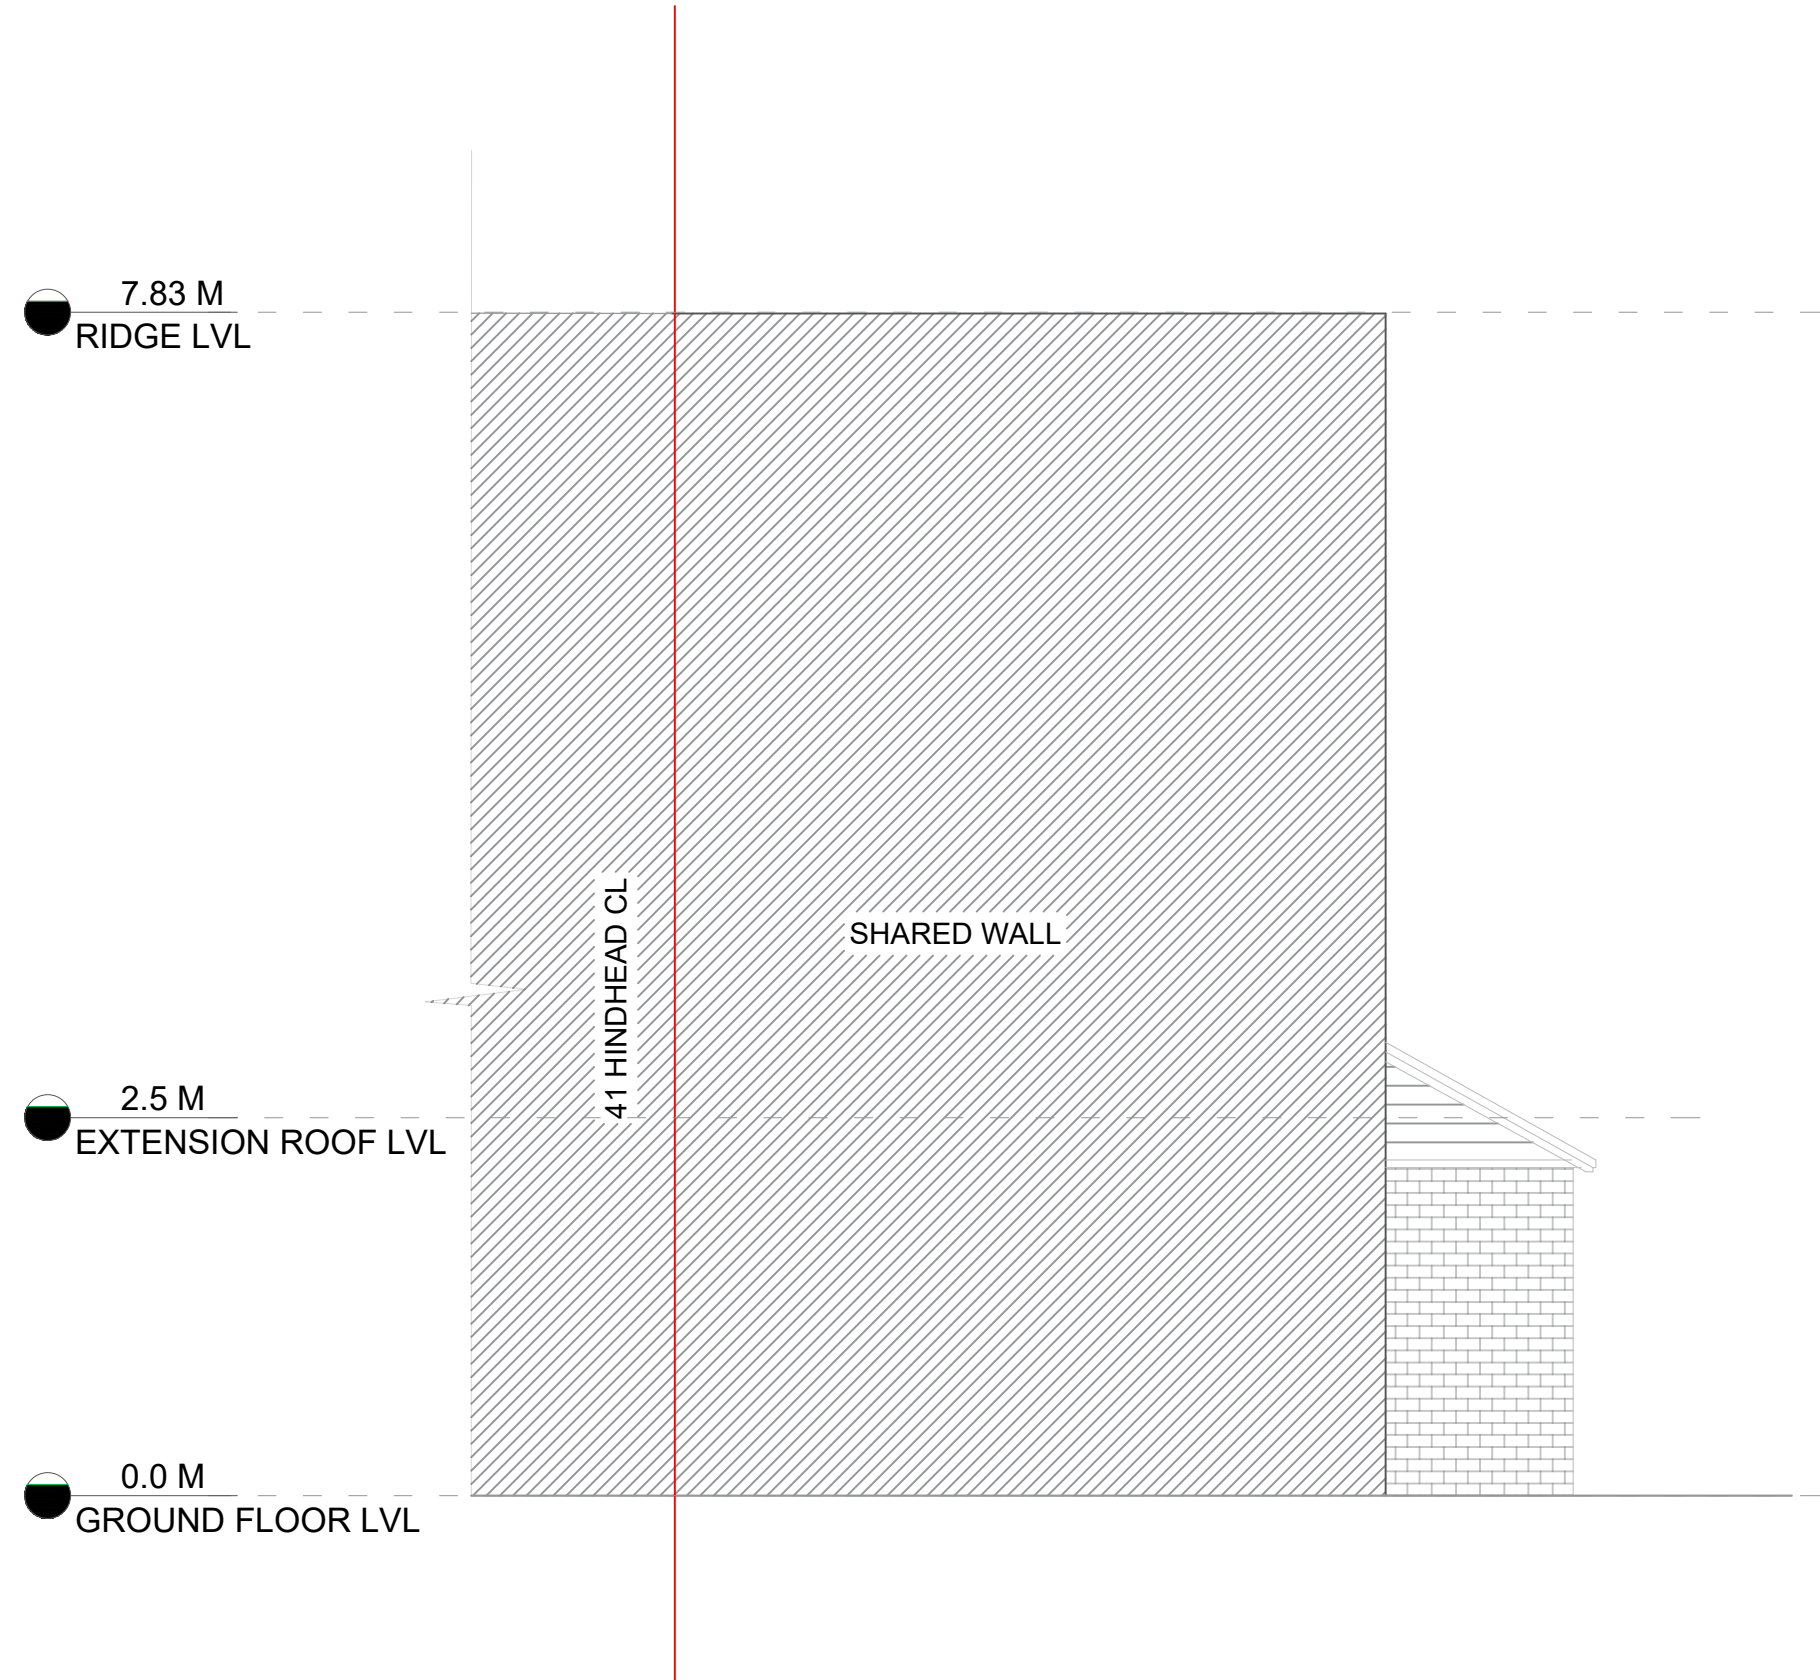 7.83 M
RIDGE LVL
41 HINDHEAD CL
SHARED WALL
2.5 M
EXTENSION ROOF LVL
0.0 M
GROUND FLOOR LVL